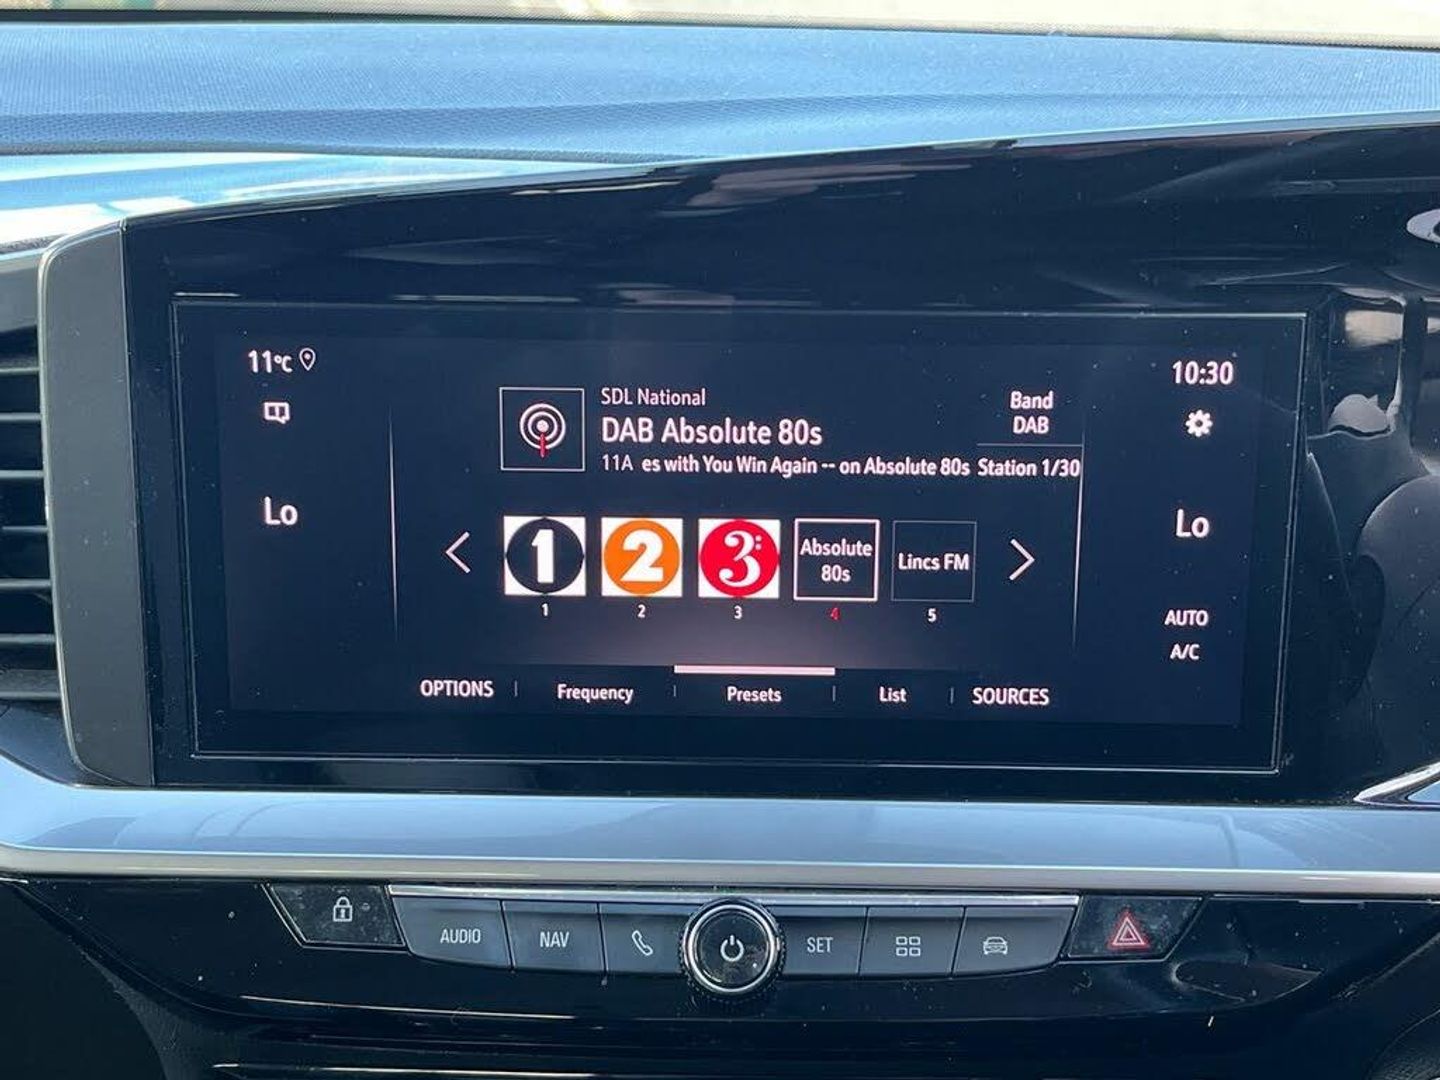 11°C
10:30
SDL National
DAB Absolute 80s
11A es with You Win Again -- on Absolute 80s
Band
DAB
Station 1/30
Lo
Lo
1
2
3:
Absolute
80s
Lincs FM
1
2
3
4
5
AUTO
A/C
OPTIONS
Frequency
Presets
List
SOURCES
AUDIO
NAV
SET